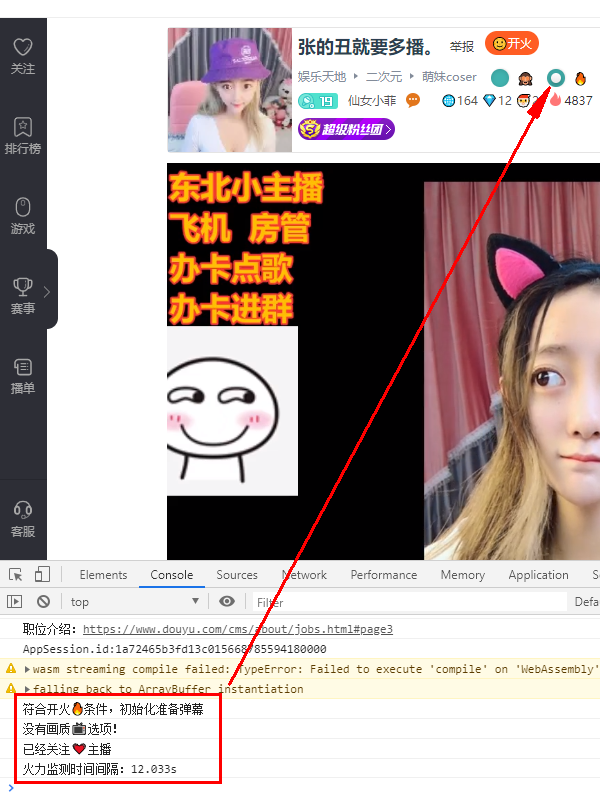 关注
排行榜
游戏
赛事
播单
客服
张的丑就要多播。 举报 开火
娱乐天地 二次元 萌妹coser
19 仙女小菲 164 12 4837
超级粉丝团
东北小主播
飞机 房管
办卡点歌
办卡进群
Elements Console Sources Network Performance Memory Application
top Filter Defa
职位介绍: https://www.douyu.com/cms/about/jobs.html#page3
AppSession.id:1a72465b3fd13c015668785594180000
wasm streaming compile failed: TypeError: Failed to execute 'compile' on 'WebAssembly'
falling back to ArrayBuffer instantiation
符合开火🔥条件，初始化准备弹幕
没有画质📺选项!
已经关注❤主播
火力监测时间间隔: 12.033s